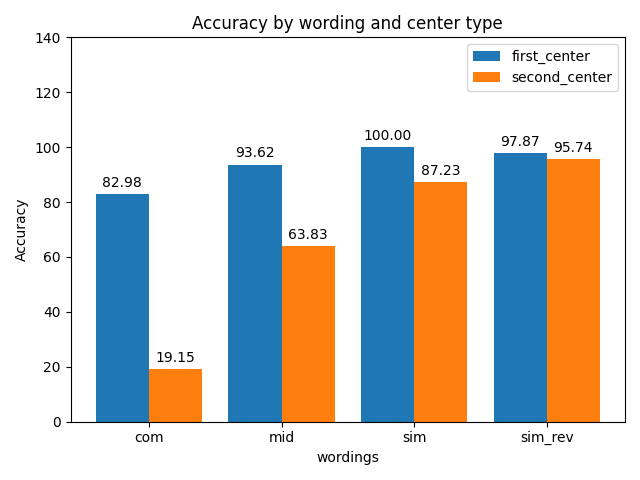 Accuracy by wording and center type
first_center
second_center
140
120
100
80
60
40
20
0
Accuracy
82.98
19.15
93.62
63.83
100.00
87.23
97.87
95.74
com
mid
sim
sim_rev
wordings